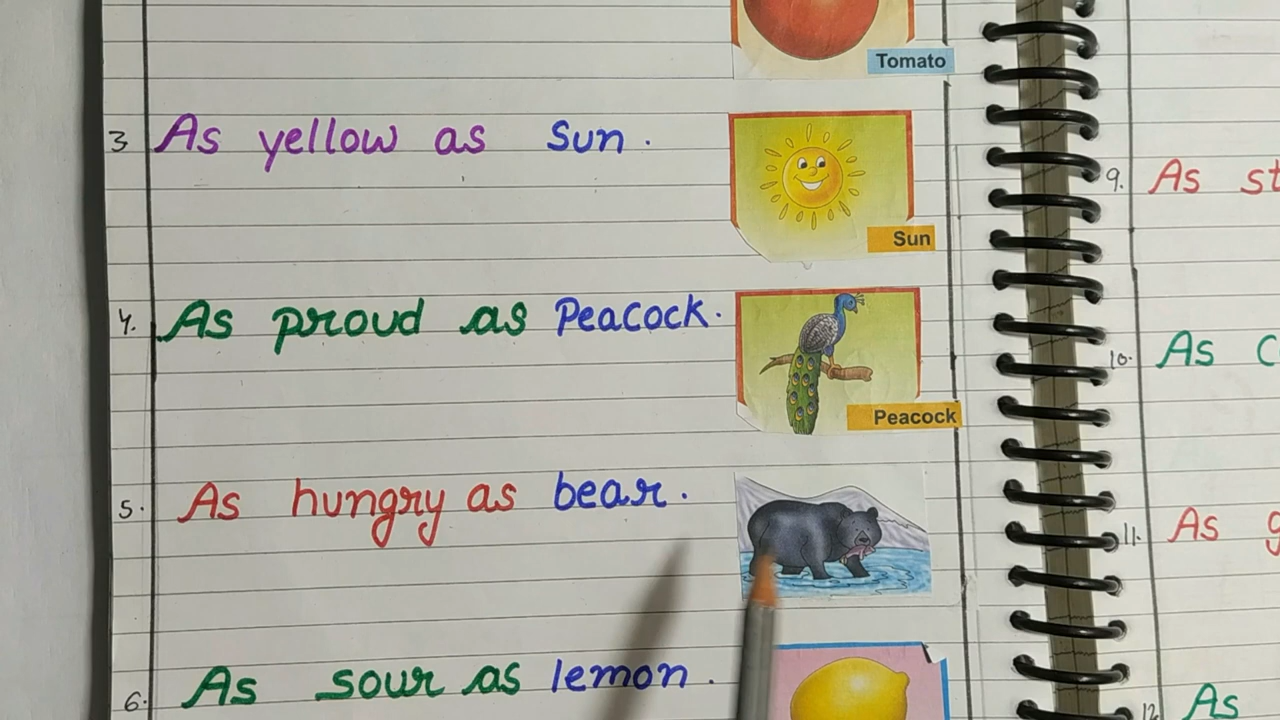 Tomato
3 As yellow as Sun.
Sun
4. As proud as Peacock.
Peacock
5. As hungry as bear.
6. As sour as lemon.
9. As st
10. As C
11. As g
12 As